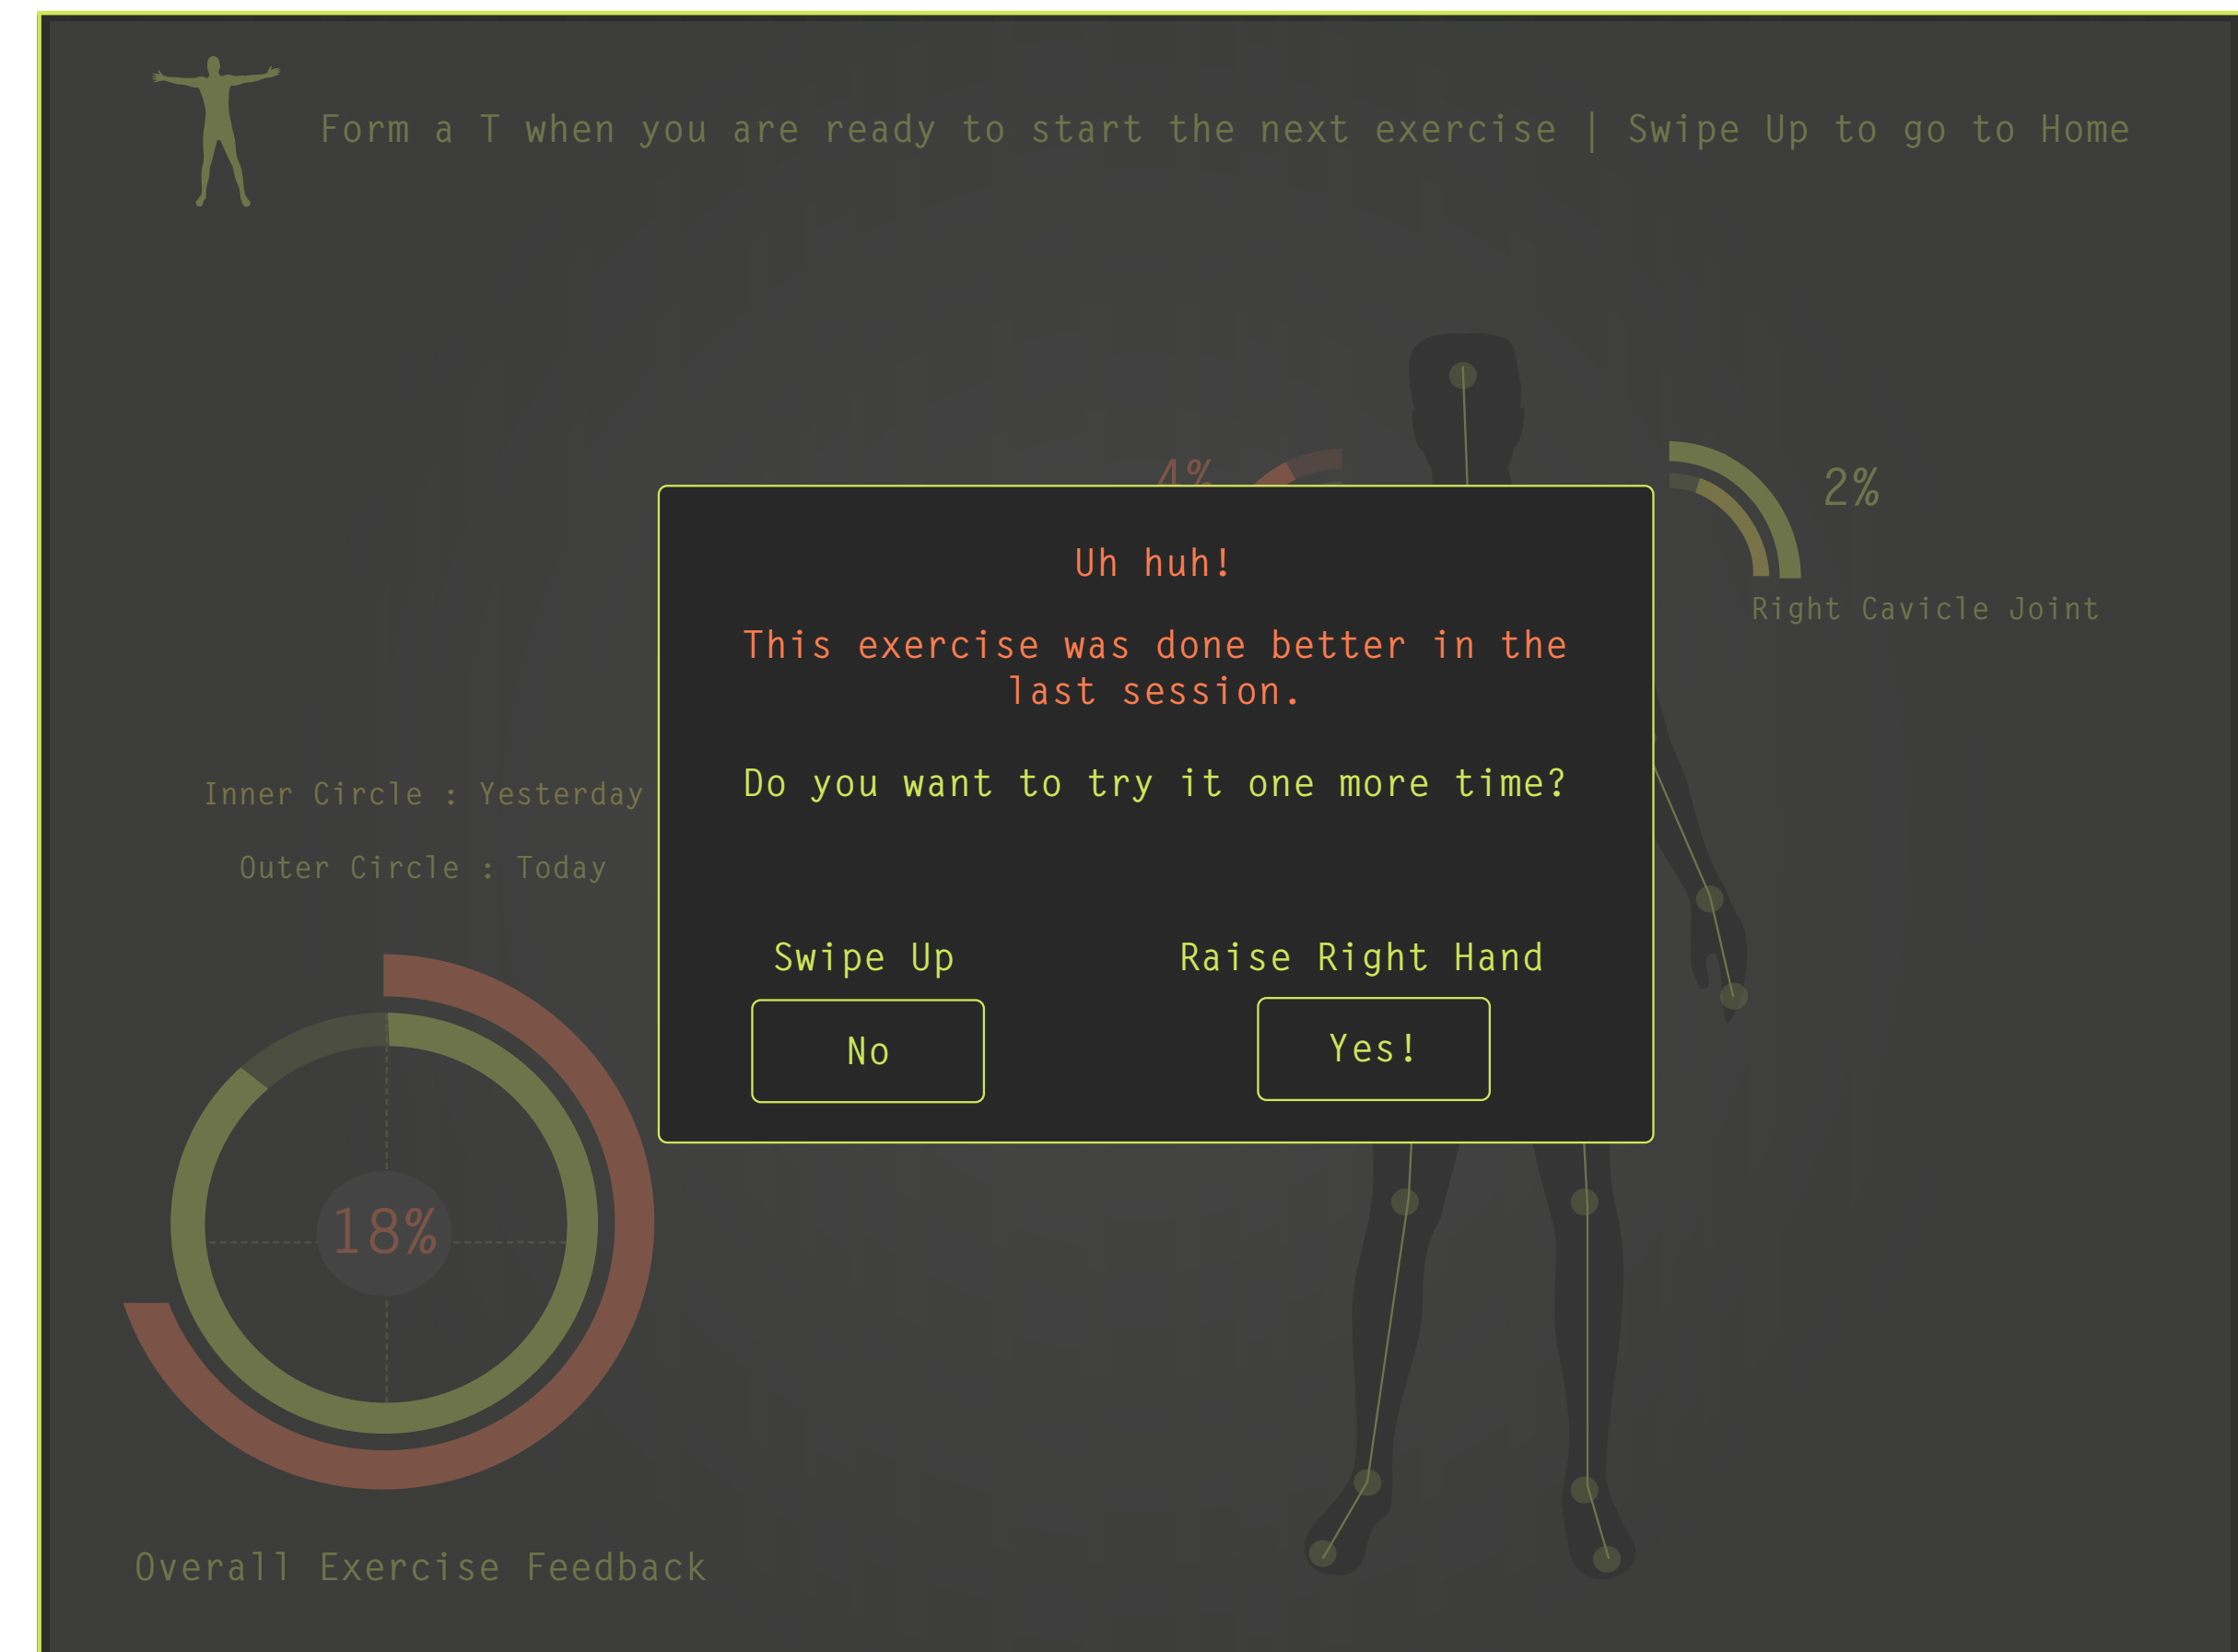 Form a T when you are ready to start the next exercise | Swipe Up to go to Home
4%
2%
Right Cavicle Joint
Uh huh!
This exercise was done better in the
last session.
Do you want to try it one more time?
Inner Circle : Yesterday
Outer Circle : Today
Swipe Up
Raise Right Hand
No
Yes!
18%
Overall Exercise Feedback